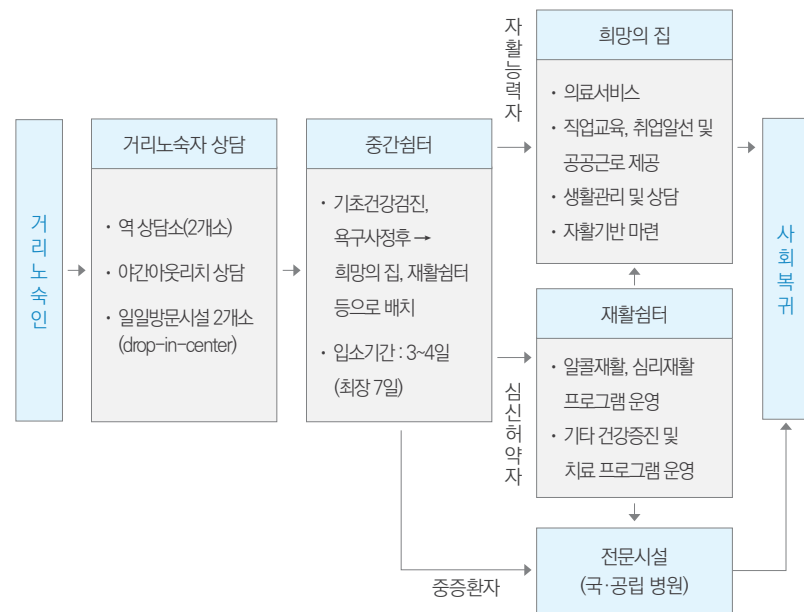 거리노숙인
거리노숙자 상담
· 역 상담소(2개소)
· 야간아웃리치 상담
· 일일방문시설 2개소
(drop-in-center)
중간쉼터
· 기초건강검진,
욕구사정후 →
희망의 집, 재활쉼터
등으로 배치
· 입소기간 : 3~4일
(최장 7일)
자활능력자
희망의 집
· 의료서비스
· 직업교육, 취업알선 및
공공근로 제공
· 생활관리 및 상담
· 자활기반 마련
심신허약자
재활쉼터
· 알콜재활, 심리재활
프로그램 운영
· 기타 건강증진 및
치료 프로그램 운영
중증환자
전문시설
(국·공립 병원)
사회복귀